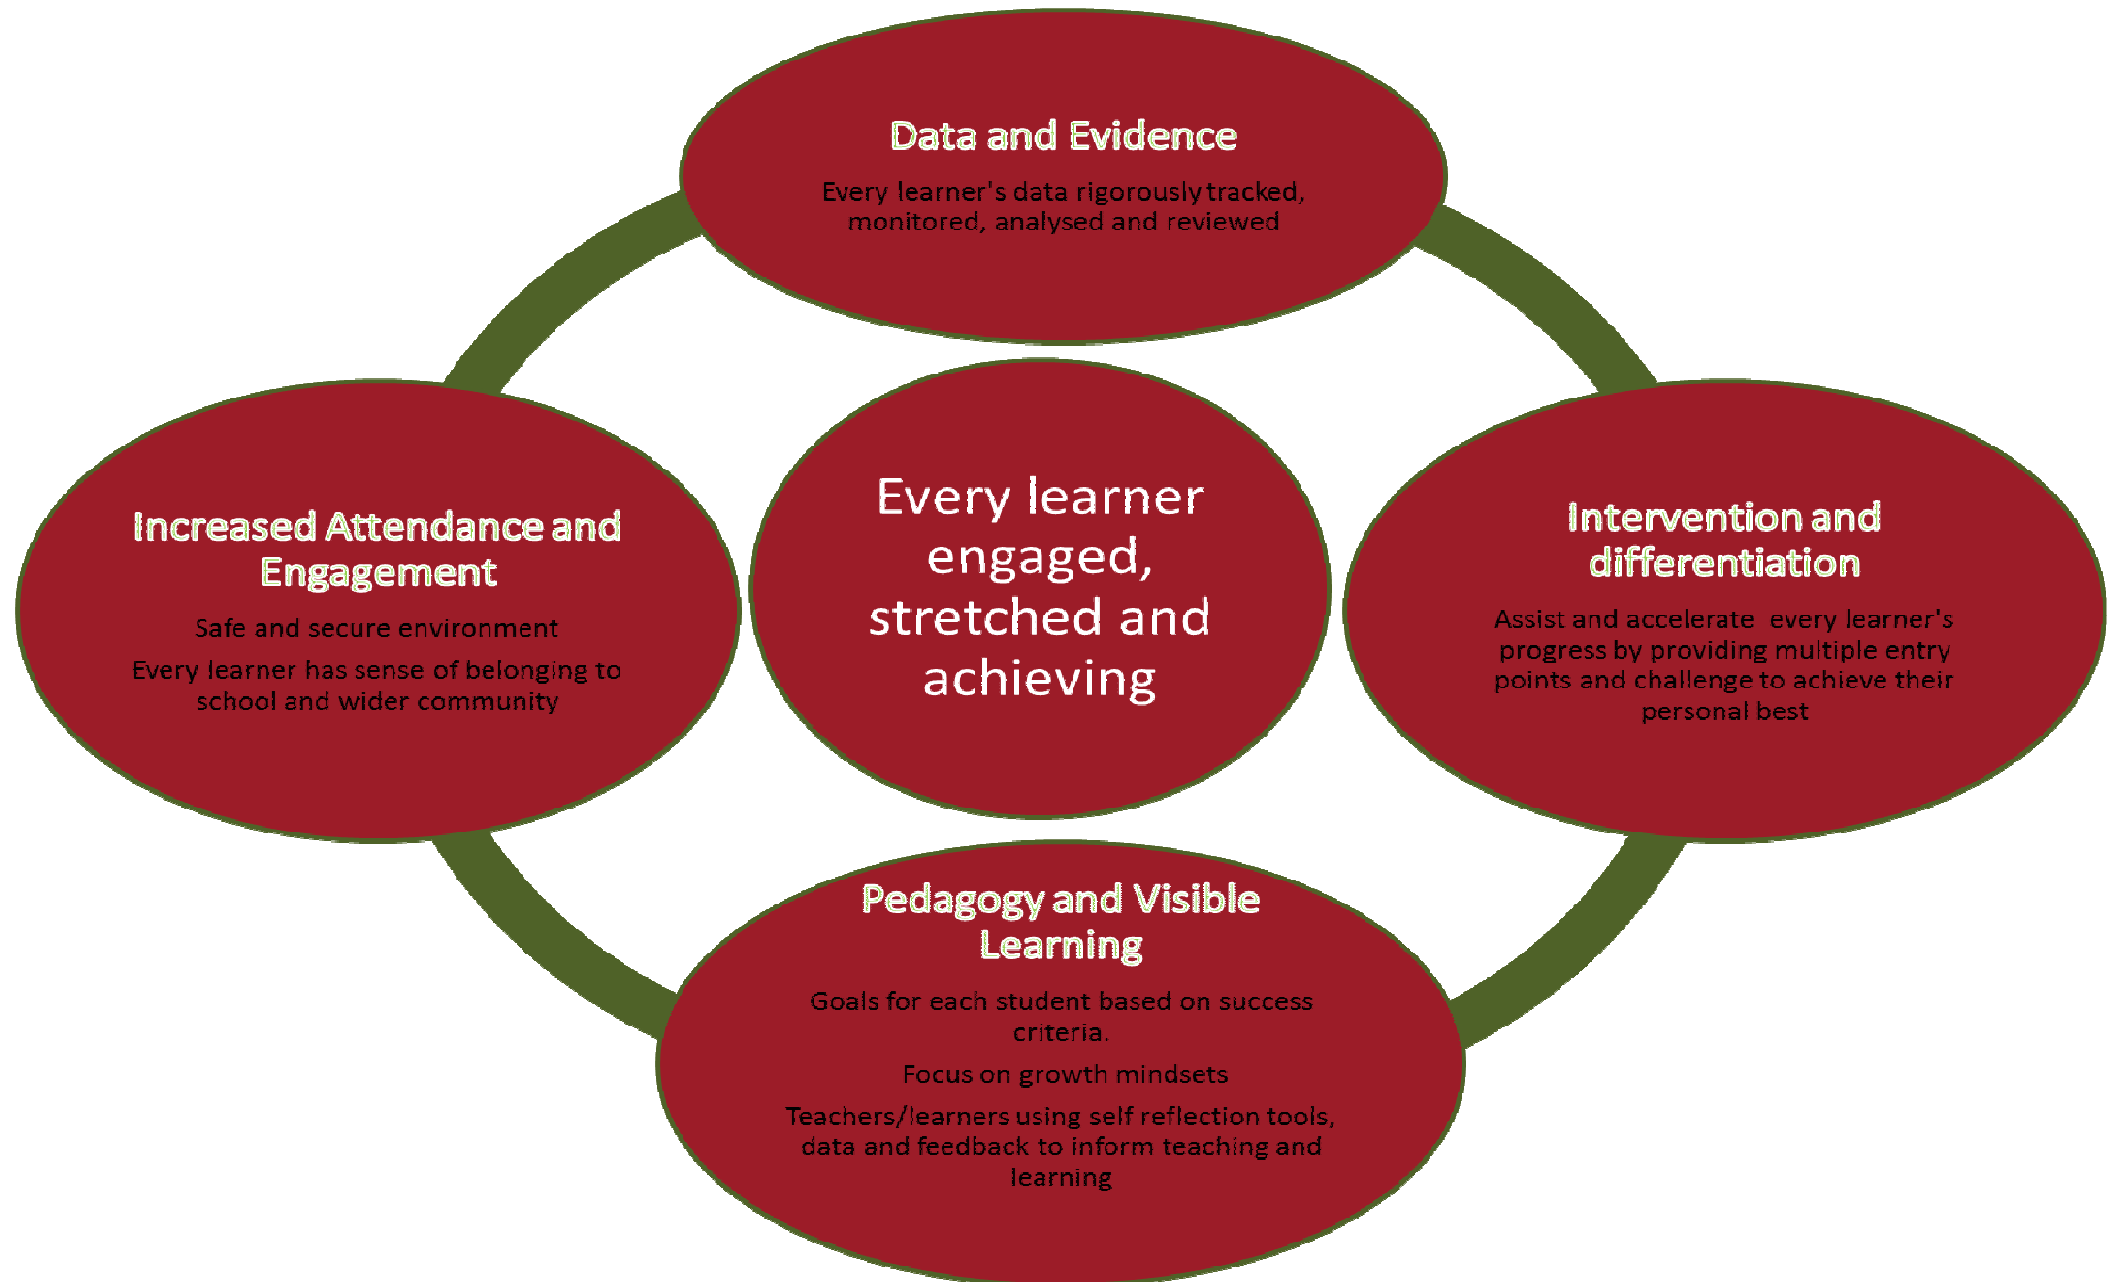 Data and Evidence
Every learner's data rigorously tracked,
monitored, analysed and reviewed
Increased Attendance and
Engagement
Safe and secure environment
Every learner has sense of belonging to
school and wider community
Every learner
engaged,
stretched and
achieving
Intervention and
differentiation
Assist and accelerate every learner's
progress by providing multiple entry
points and challenge to achieve their
personal best
Pedagogy and Visible
Learning
Goals for each student based on success
criteria.
Focus on growth mindsets
Teachers/learners using self reflection tools,
data and feedback to inform teaching and
learning